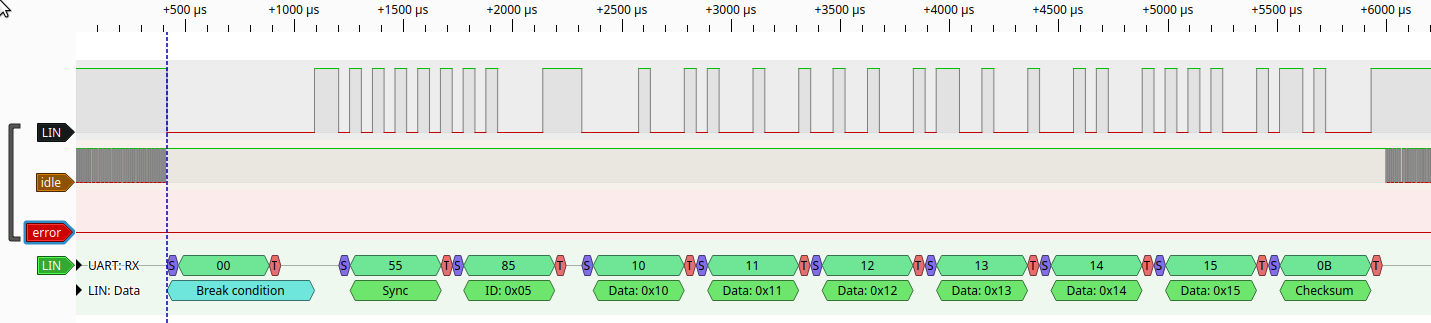 +500 µs +1000 µs +1500 µs +2000 µs +2500 µs +3000 µs +3500 µs +4000 µs +4500 µs +5000 µs +5500 µs +6000 µs
LIN
idle
error
LIN UART: RX S 00 T S 55 T S 85 T S 10 T S 11 T S 12 T S 13 T S 14 T S 15 T S 0B T
LIN: Data Break condition Sync ID: 0x05 Data: 0x10 Data: 0x11 Data: 0x12 Data: 0x13 Data: 0x14 Data: 0x15 Checksum